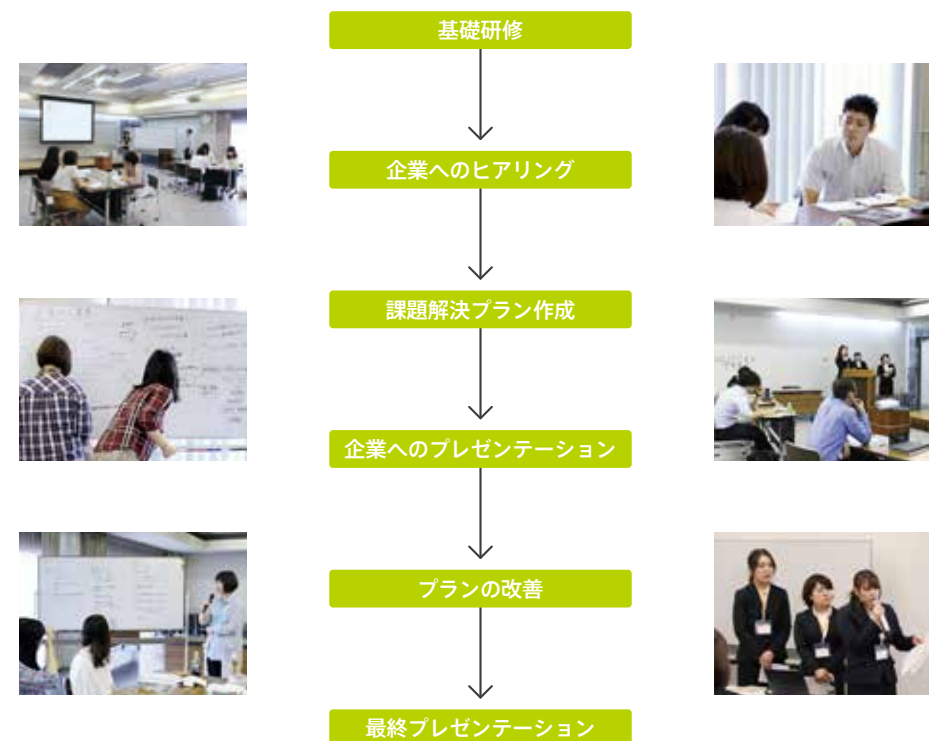 基礎研修
企業へのヒアリング
課題解決プラン作成
企業へのプレゼンテーション
プランの改善
最終プレゼンテーション